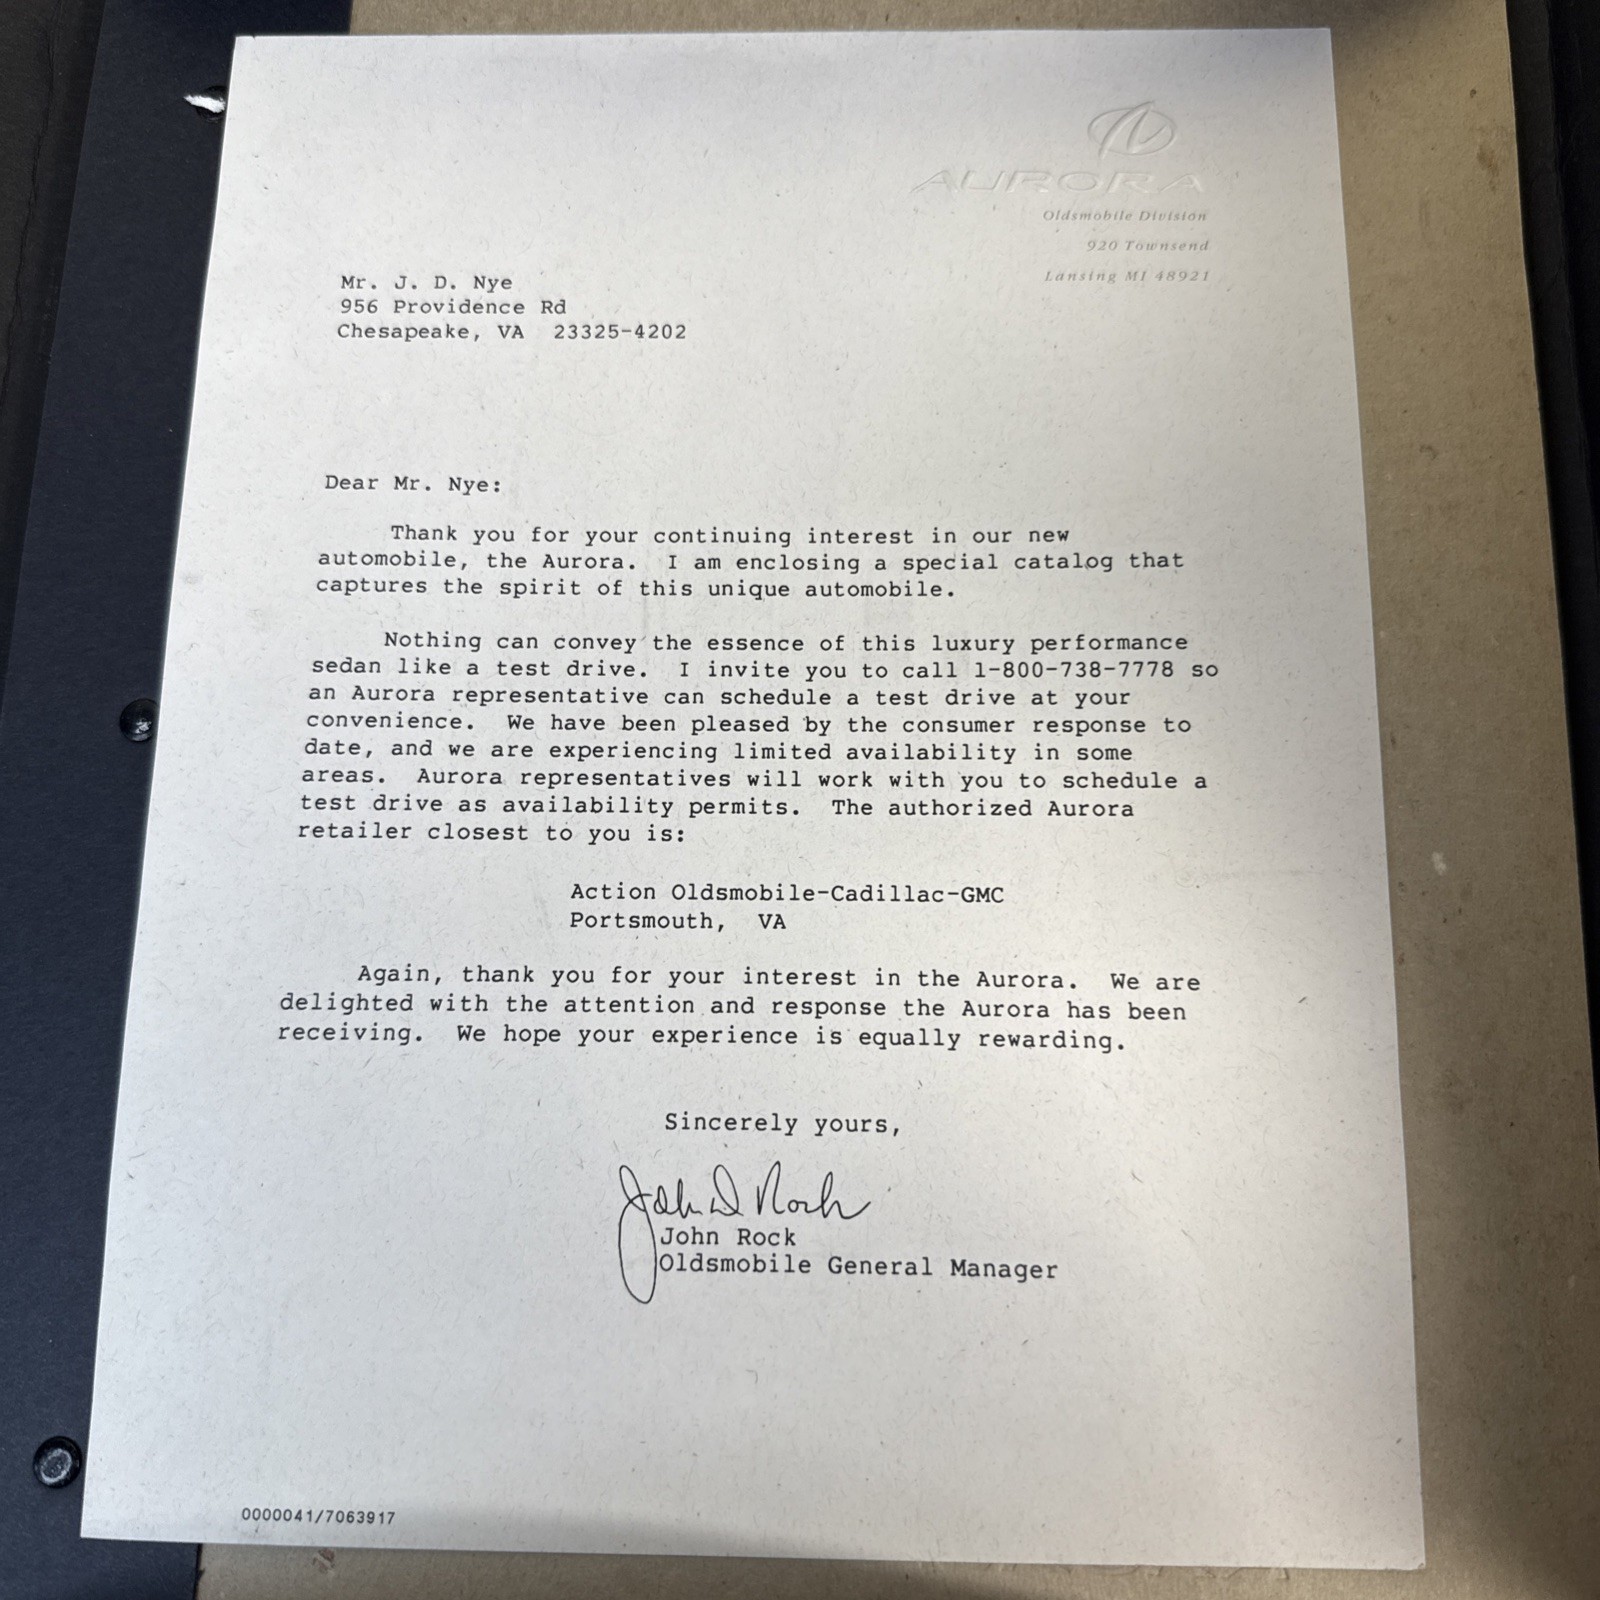 AURORA
Oldsmobile Division
920 Townsend
Lansing MI 48921
Mr. J. D. Nye
956 Providence Rd
Chesapeake, VA  23325-4202
Dear Mr. Nye:
Thank you for your continuing interest in our new
automobile, the Aurora.  I am enclosing a special catalog that
captures the spirit of this unique automobile.
Nothing can convey the essence of this luxury performance
sedan like a test drive.  I invite you to call 1-800-738-7778 so
an Aurora representative can schedule a test drive at your
convenience.  We have been pleased by the consumer response to
date, and we are experiencing limited availability in some
areas.  Aurora representatives will work with you to schedule a
test drive as availability permits.  The authorized Aurora
retailer closest to you is:
Action Oldsmobile-Cadillac-GMC
Portsmouth,  VA
Again, thank you for your interest in the Aurora.  We are
delighted with the attention and response the Aurora has been
receiving.  We hope your experience is equally rewarding.
Sincerely yours,
John D Rock
John Rock
Oldsmobile General Manager
0000041/7063917